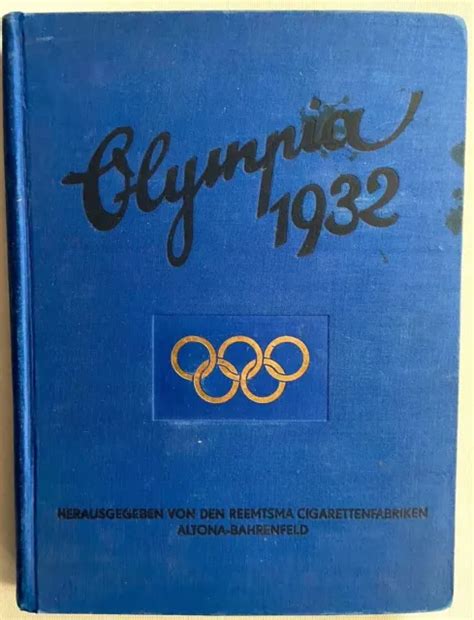 Olympia
1932
HERAUSGEGEBEN VON DEN REEMTSMA CIGARETTENFABRIKEN
ALTONA-BAHRENFELD